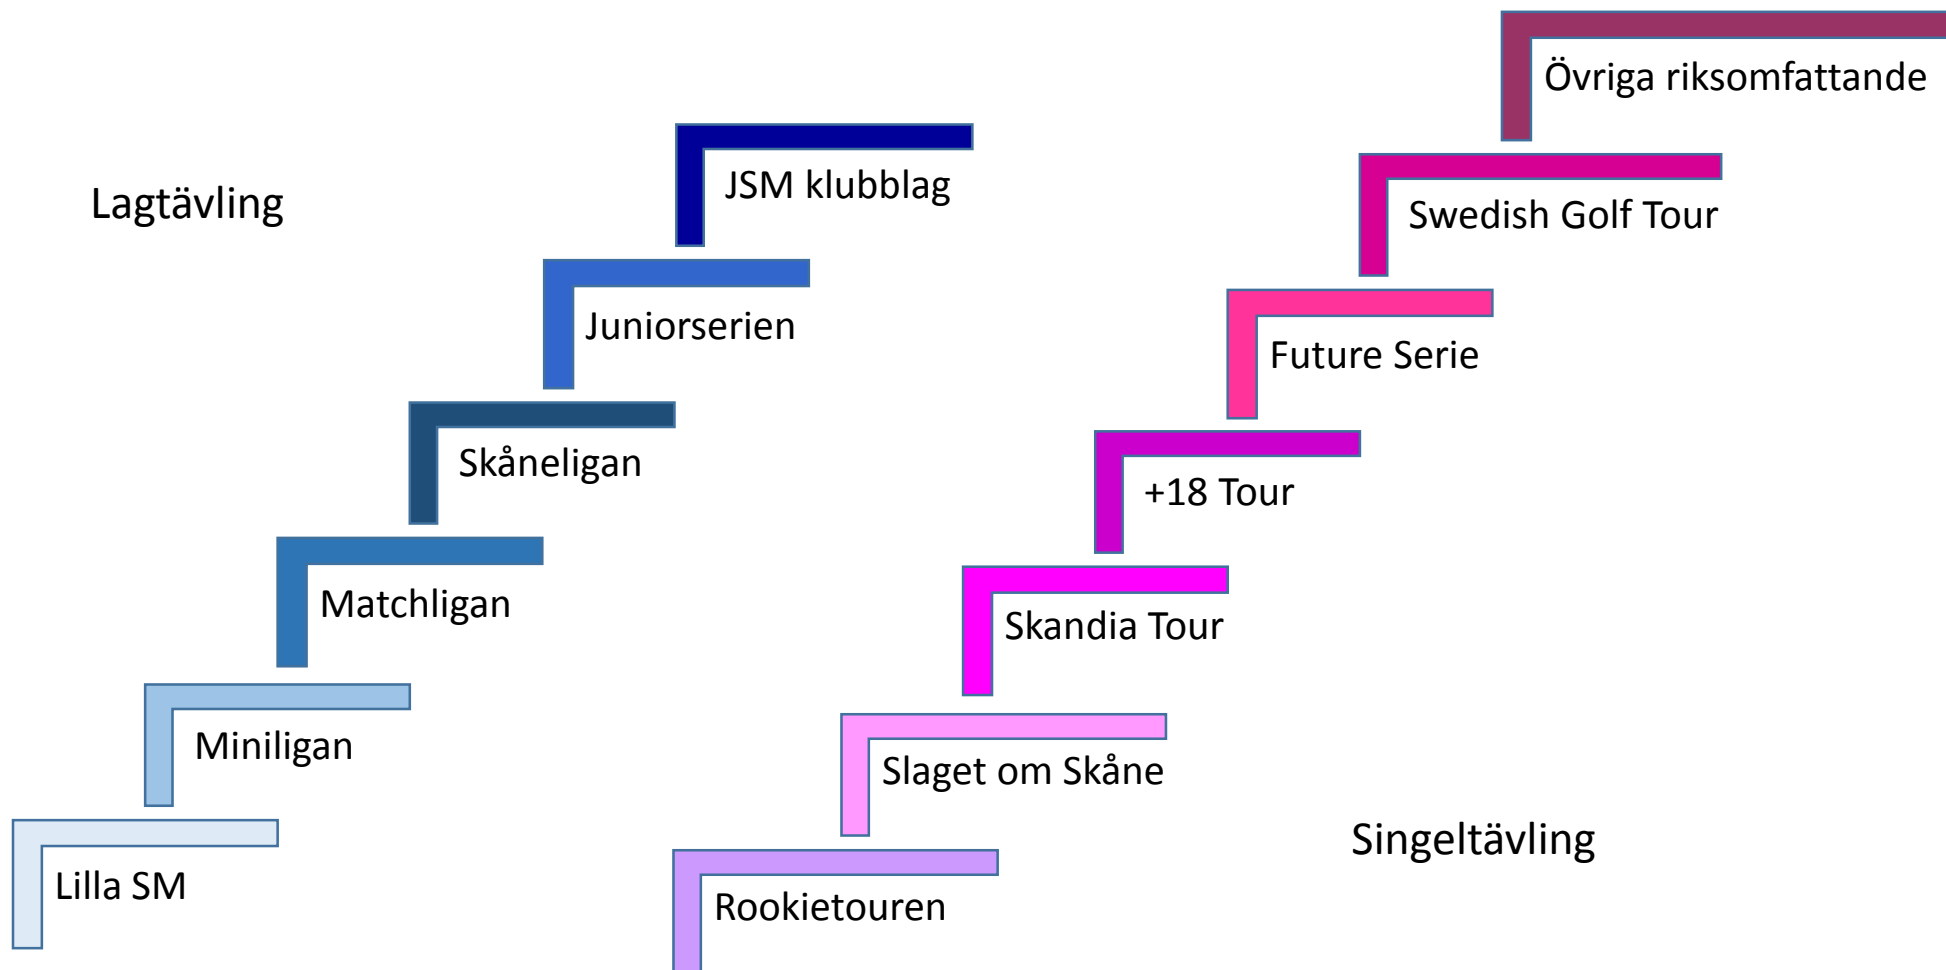 Övriga riksomfattande
JSM klubblag
Lagtävling
Swedish Golf Tour
Juniorserien
Future Serie
Skåneligan
+18 Tour
Matchligan
Skandia Tour
Miniligan
Slaget om Skåne
Singeltävling
Lilla SM
Rookietouren